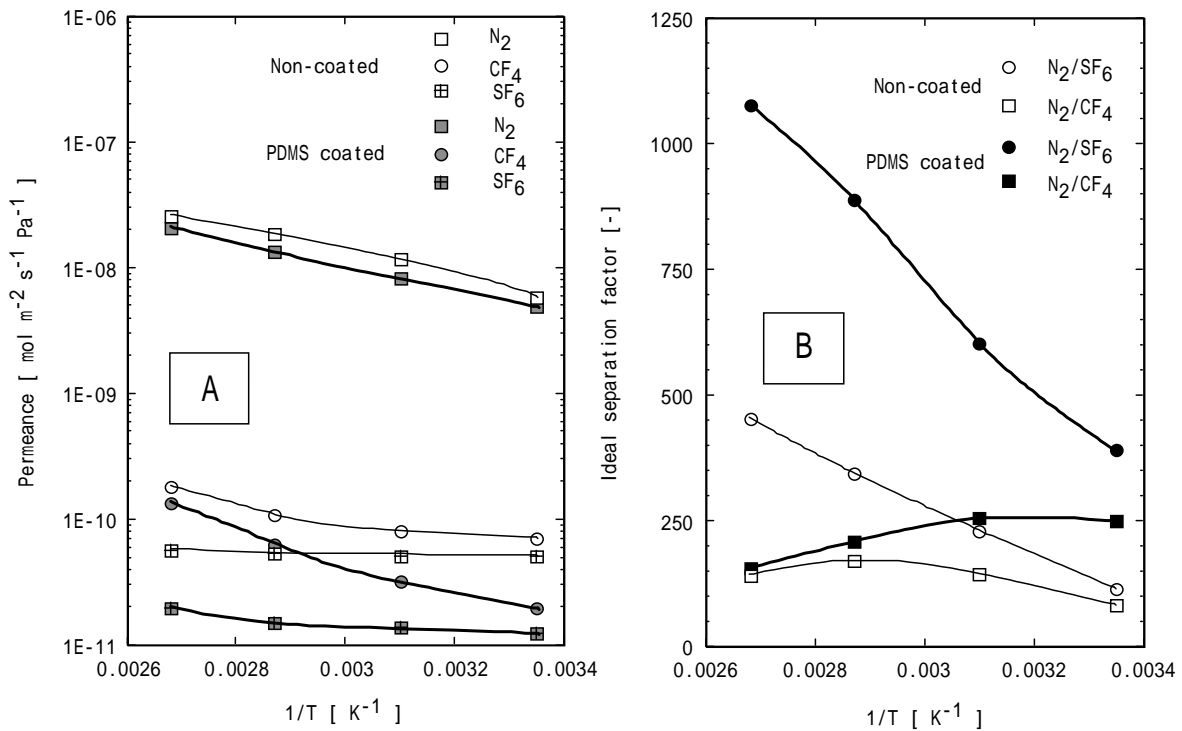 1E-06
1E-07
1E-08
1E-09
1E-10
1E-11
Permeance [ mol m-2 s-1 Pa-1 ]
Non-coated
N2
CF4
SF6
PDMS coated
N2
CF4
SF6
A
0.0026 0.0028 0.003 0.0032 0.0034
1/T [ K-1 ]
1250
1000
750
500
250
0
Ideal separation factor [-]
Non-coated
N2/SF6
N2/CF4
PDMS coated
N2/SF6
N2/CF4
B
0.0026 0.0028 0.003 0.0032 0.0034
1/T [ K-1 ]